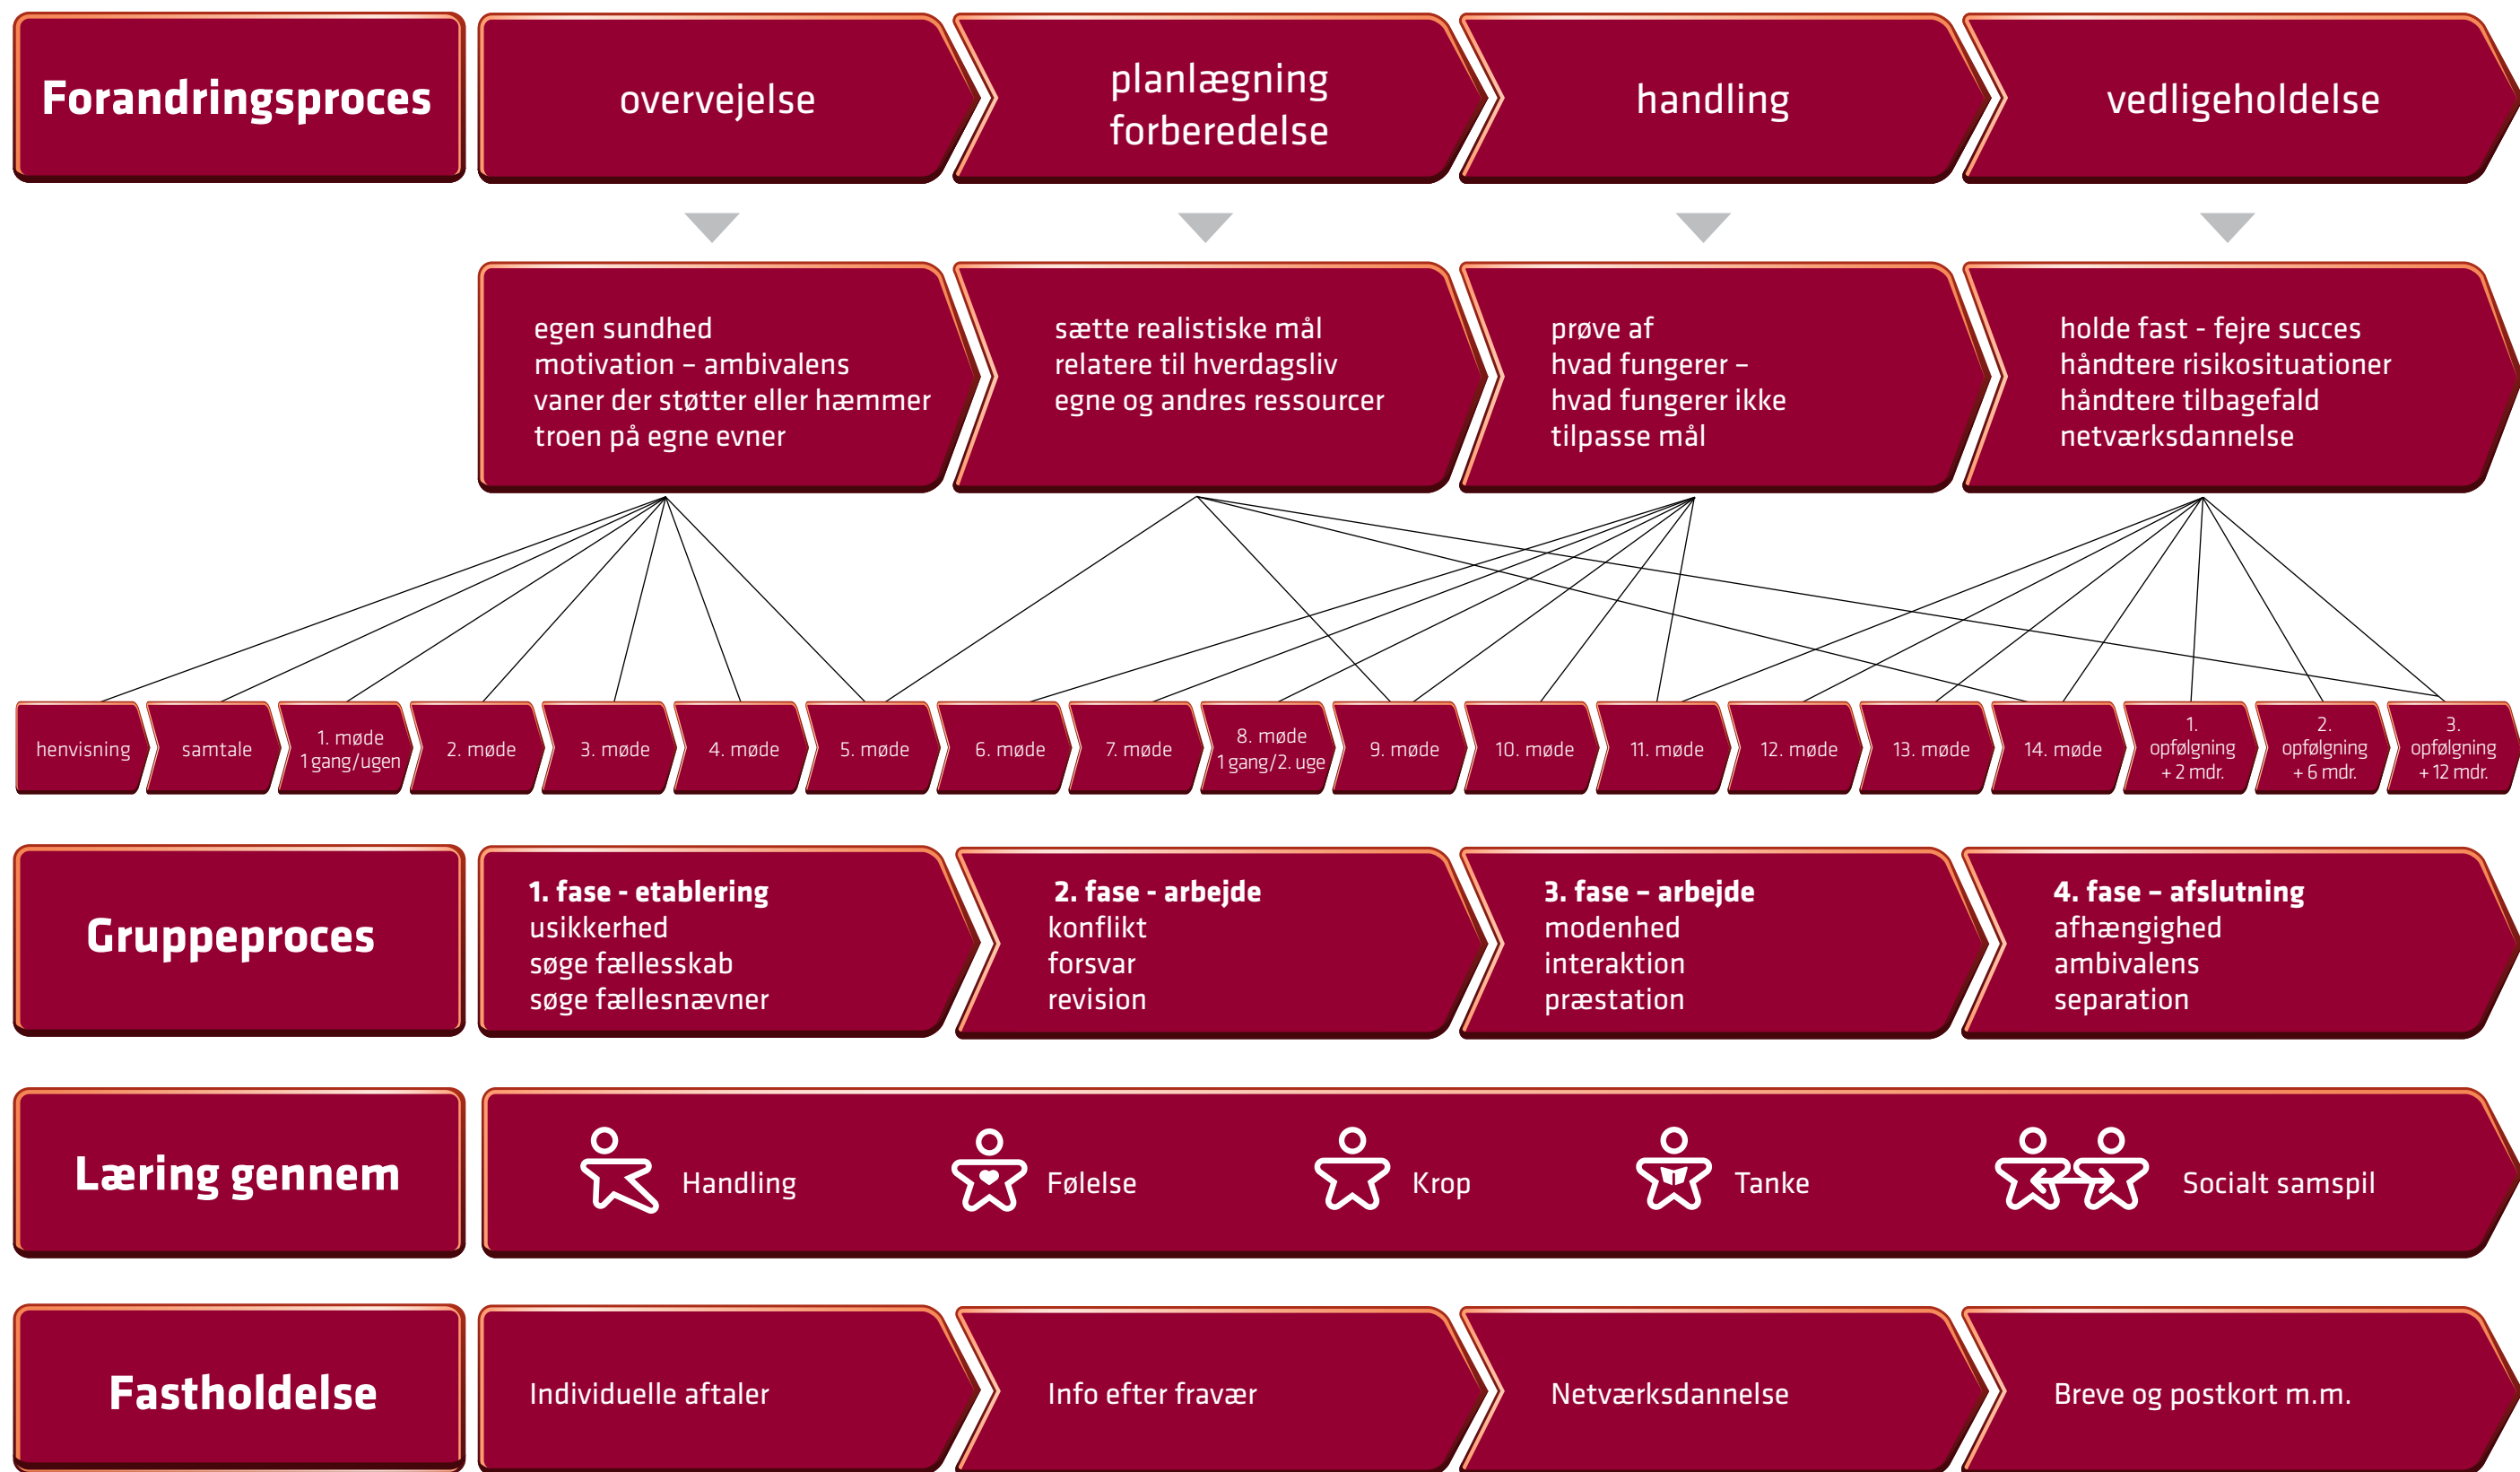 Forandringsproces
overvejelse
planlægning
forberedelse
handling
vedligeholdelse
egen sundhed
motivation – ambivalens
vaner der støtter eller hæmmer
troen på egne evner
sætte realistiske mål
relatere til hverdagsliv
egne og andres ressourcer
prøve af
hvad fungerer –
hvad fungerer ikke
tilpasse mål
holde fast - fejre succes
håndtere risikosituationer
håndtere tilbagefald
netværksdannelse
henvisning
samtale
1. møde
1 gang/ugen
2. møde
3. møde
4. møde
5. møde
6. møde
7. møde
8. møde
1 gang/2. uge
9. møde
10. møde
11. møde
12. møde
13. møde
14. møde
1.
opfølgning
+ 2 mdr.
2.
opfølgning
+ 6 mdr.
3.
opfølgning
+ 12 mdr.
Gruppeproces
1. fase - etablering
usikkerhed
søge fællesskab
søge fællesnævner
2. fase - arbejde
konflikt
forsvar
revision
3. fase – arbejde
modenhed
interaktion
præstation
4. fase – afslutning
afhængighed
ambivalens
separation
Læring gennem
Handling
Følelse
Krop
Tanke
Socialt samspil
Fastholdelse
Individuelle aftaler
Info efter fravær
Netværksdannelse
Breve og postkort m.m.